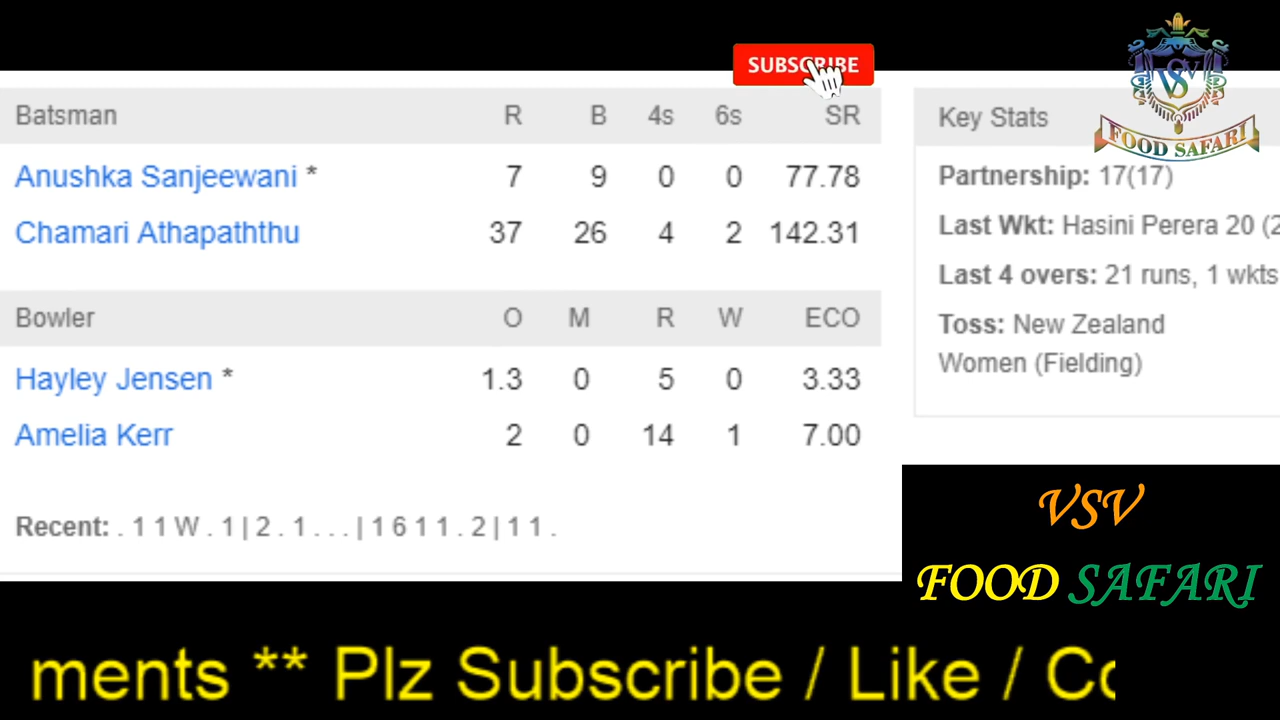 SUBSCRIBE
VSV
FOOD SAFARI
Batsman R B 4s 6s SR
Anushka Sanjeewani * 7 9 0 0 77.78
Chamari Athapaththu 37 26 4 2 142.31
Bowler O M R W ECO
Hayley Jensen * 1.3 0 5 0 3.33
Amelia Kerr 2 0 14 1 7.00
Recent: . 1 1 W . 1 | 2 . 1 . . . | 1 6 1 1 . 2 | 1 1 .
Key Stats
Partnership: 17(17)
Last Wkt: Hasini Perera 20 (2
Last 4 overs: 21 runs, 1 wkts
Toss: New Zealand
Women (Fielding)
VSV
FOOD SAFARI
ments ** Plz Subscribe / Like / Co